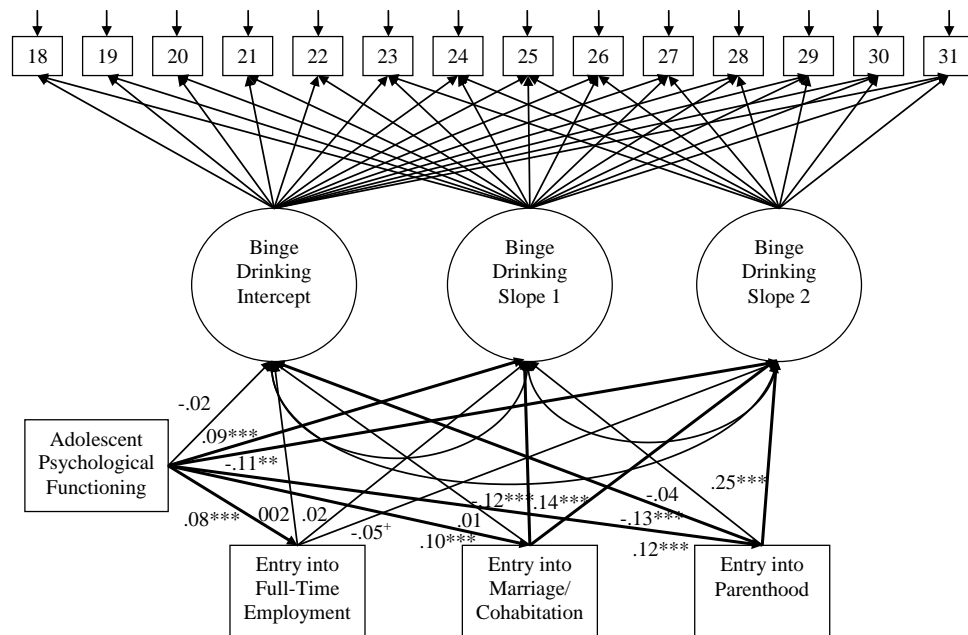 18 19 20 21 22 23 24 25 26 27 28 29 30 31
Binge
Drinking
Intercept
Binge
Drinking
Slope 1
Binge
Drinking
Slope 2
Adolescent
Psychological
Functioning
-.02
.09***
-.11**
.08***
002
.02
-.05+
.01
.10***
-.12***
.14***
-.04
-.13***
.12***
.25***
Entry into
Full-Time
Employment
Entry into
Marriage/
Cohabitation
Entry into
Parenthood